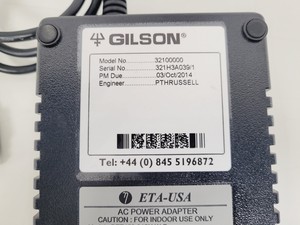 GILSON
Model No. 32100000
Serial No. 321H3A039/1
PM Due. 03/Oct/2014
Engineer. PTHRUSSELL
Tel: +44 (0) 845 5196872
ETA-USA
AC POWER ADAPTER
CAUTION : FOR INDOOR USE ONLY